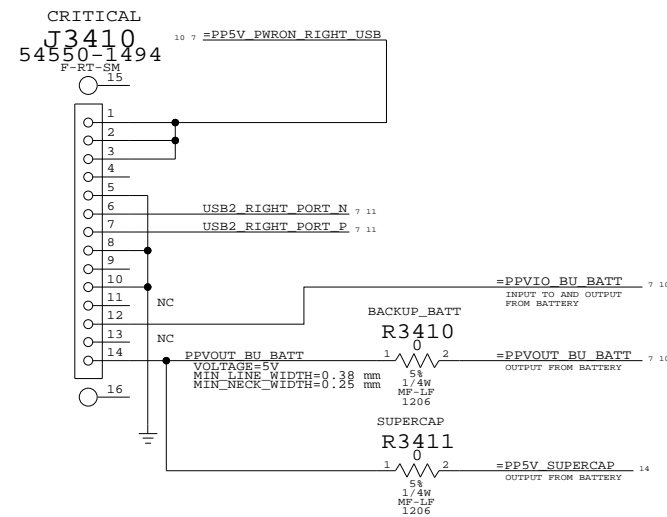 CRITICAL
J3410
54550-1494
F-RT-SM
15
10 7 =PP5V_PWRON_RIGHT_USB
1
2
3
4
5
6 USB2_RIGHT_PORT_N 7 11
7 USB2_RIGHT_PORT_P 7 11
8
9
10
11 NC
12
13 NC
14
16
=PPVIO_BU_BATT 7 10
INPUT TO AND OUTPUT
FROM BATTERY
PPVOUT_BU_BATT
VOLTAGE=5V
MIN_LINE_WIDTH=0.38 mm
MIN_NECK_WIDTH=0.25 mm
BACKUP_BATT
R3410
0
1 2
5%
1/4W
MF-LF
1206
=PPVOUT_BU_BATT 7 10
OUTPUT FROM BATTERY
SUPERCAP
R3411
0
1 2
5%
1/4W
MF-LF
1206
=PP5V_SUPERCAP 14
OUTPUT FROM BATTERY